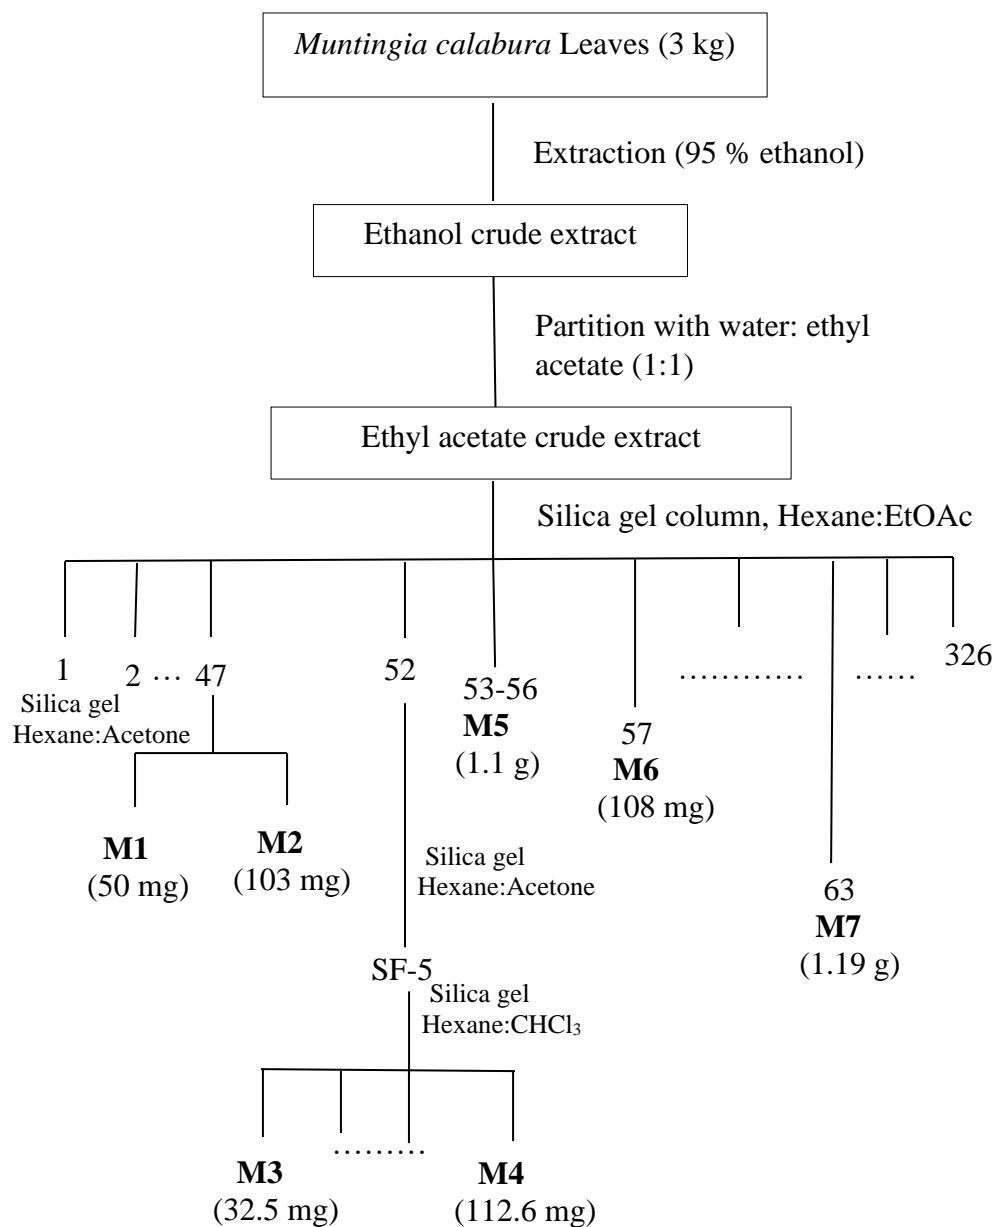 Muntingia calabura Leaves (3 kg)
Extraction (95 % ethanol)
Ethanol crude extract
Partition with water: ethyl
acetate (1:1)
Ethyl acetate crude extract
Silica gel column, Hexane:EtOAc
1
2 ... 47
52
53-56
M5
(1.1 g)
57
M6
(108 mg)
............
......
326
Silica gel
Hexane:Acetone
M1
(50 mg)
M2
(103 mg)
Silica gel
Hexane:Acetone
63
M7
(1.19 g)
SF-5
Silica gel
Hexane:CHCl₃
M3
(32.5 mg)
.........
M4
(112.6 mg)